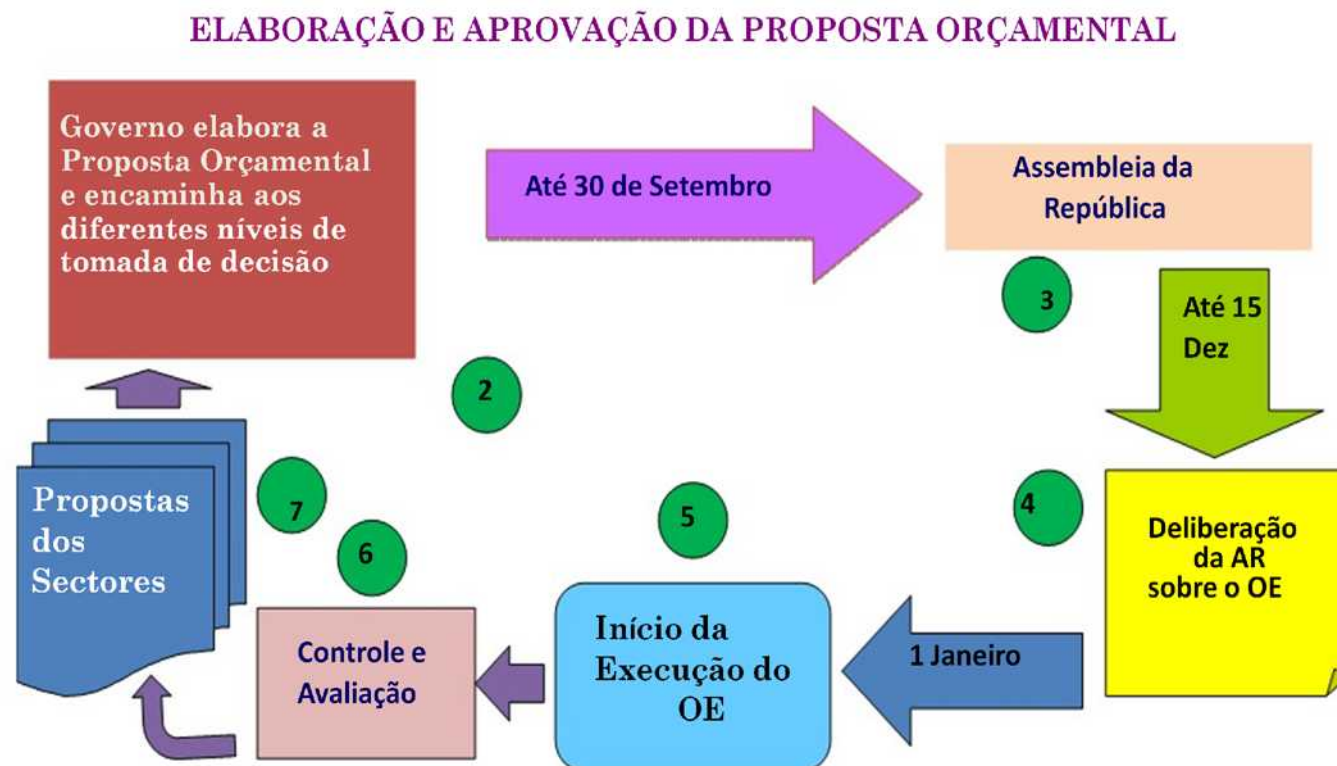 ELABORAÇÃO E APROVAÇÃO DA PROPOSTA ORÇAMENTAL
Governo elabora a
Proposta Orçamental
e encaminha aos
diferentes níveis de
tomada de decisão
Até 30 de Setembro
Assembleia da
República
3
Até 15
Dez
2
Propostas
dos
Sectores
7
6
5
4
Deliberação
da AR
sobre o OE
1 Janeiro
Início da
Execução do
OE
Controle e
Avaliação